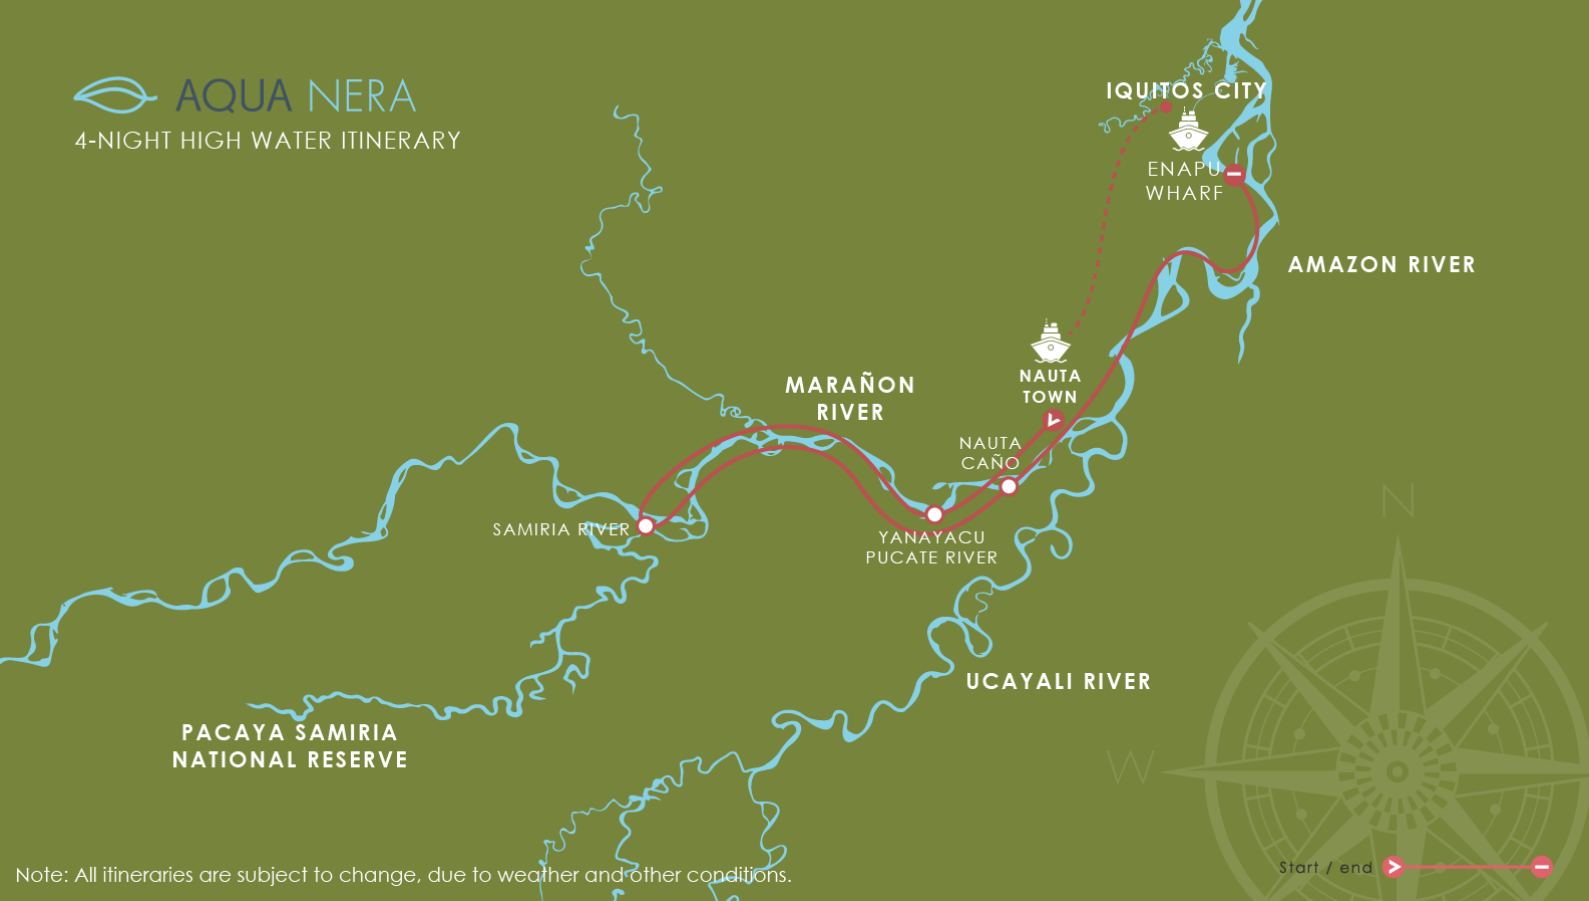 AQUA NERA
4-NIGHT HIGH WATER ITINERARY
IQUITOS CITY
ENAPU
WHARF
AMAZON RIVER
NAUTA
TOWN
MARAÑON
RIVER
NAUTA
CAÑO
SAMIRIA RIVER
YANAYACU
PUCATE RIVER
N
UCAYALI RIVER
PACAYA SAMIRIA
NATIONAL RESERVE
W
Start / end
Note: All itineraries are subject to change, due to weather and other conditions.